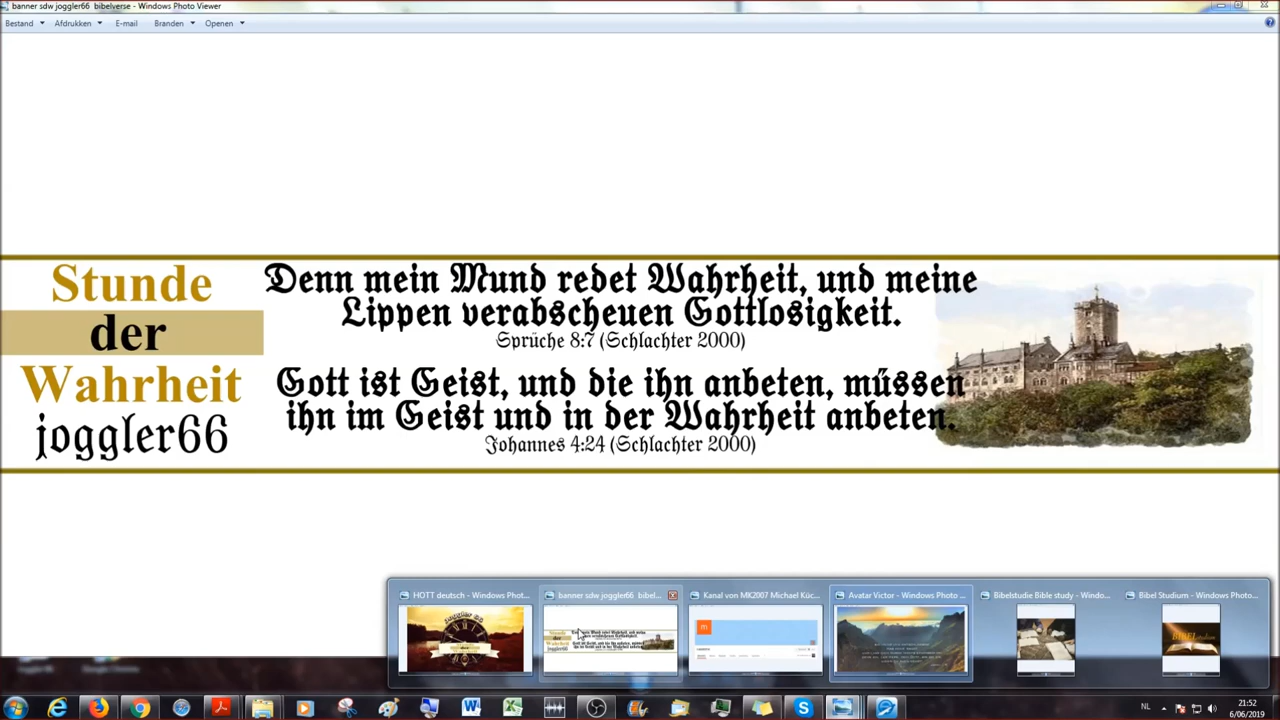 banner sdw joggler66 bibelverse - Windows Photo Viewer
Bestand Afdrukken E-mail Branden Openen
Stunde
der
Wahrheit
joggler66
Denn mein Mund redet Wahrheit, und meine
Lippen verabscheuen Gottlosigkeit.
Sprüche 8:7 (Schlachter 2000)
Gott ist Geist, und die ihn anbeten, müssen
ihn im Geist und in der Wahrheit anbeten.
Johannes 4:24 (Schlachter 2000)
HOTT deutsch - Windows Phot...
banner sdw joggler66 bibel...
Kanal von MK2007 Michael Küc...
Avatar Victor - Windows Photo ...
Bibelstudie Bible study - Windo...
Bibel Studium - Windows Photo...
NL
21:52
6/06/2019